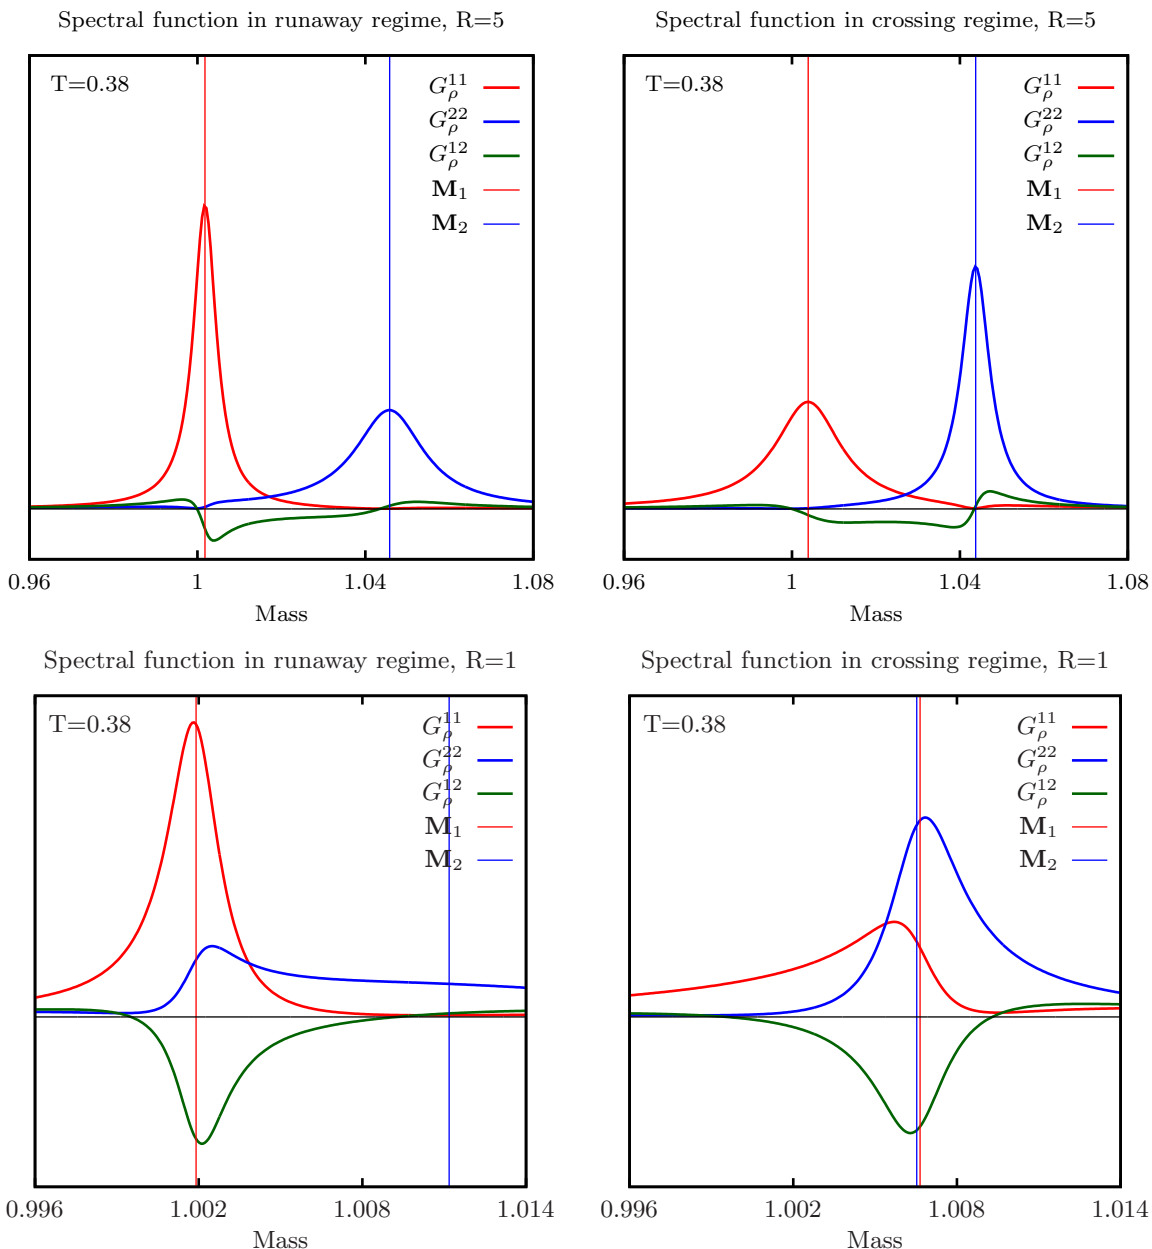 Spectral function in runaway regime, R=5
T=0.38
G_ρ^11
G_ρ^22
G_ρ^12
M_1
M_2
0.96 1 1.04 1.08
Mass
Spectral function in crossing regime, R=5
T=0.38
G_ρ^11
G_ρ^22
G_ρ^12
M_1
M_2
0.96 1 1.04 1.08
Mass
Spectral function in runaway regime, R=1
T=0.38
G_ρ^11
G_ρ^22
G_ρ^12
M_1
M_2
0.996 1.002 1.008 1.014
Mass
Spectral function in crossing regime, R=1
T=0.38
G_ρ^11
G_ρ^22
G_ρ^12
M_1
M_2
0.996 1.002 1.008 1.014
Mass